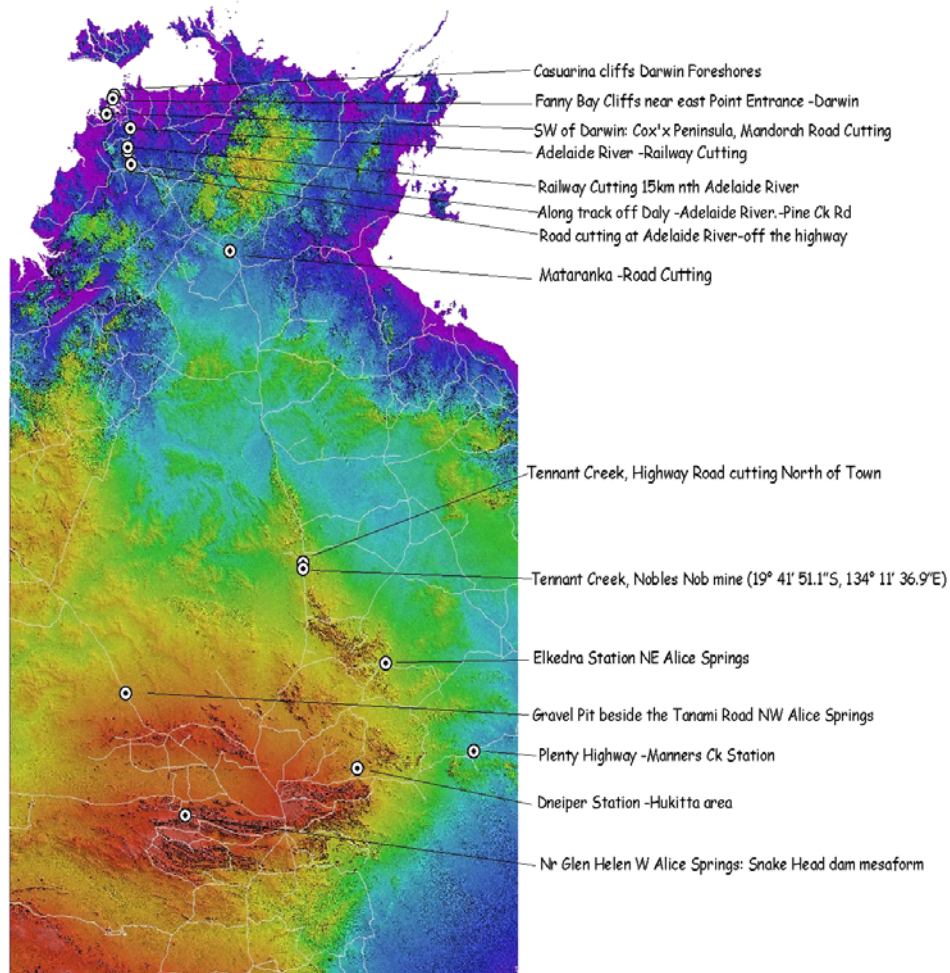 Casuarina cliffs Darwin Foreshores
Fanny Bay Cliffs near east Point Entrance -Darwin
SW of Darwin: Cox'x Peninsula, Mandorah Road Cutting
Adelaide River -Railway Cutting
Railway Cutting 15km nth Adelaide River
Along track off Daly -Adelaide River.-Pine Ck Rd
Road cutting at Adelaide River-off the highway
Mataranka -Road Cutting
Tennant Creek, Highway Road cutting North of Town
Tennant Creek, Nobles Nob mine (19° 41' 51.1"S, 134° 11' 36.9"E)
Elkedra Station NE Alice Springs
Gravel Pit beside the Tanami Road NW Alice Springs
Plenty Highway -Manners Ck Station
Dneiper Station -Hukitta area
Nr Glen Helen W Alice Springs: Snake Head dam mesaform